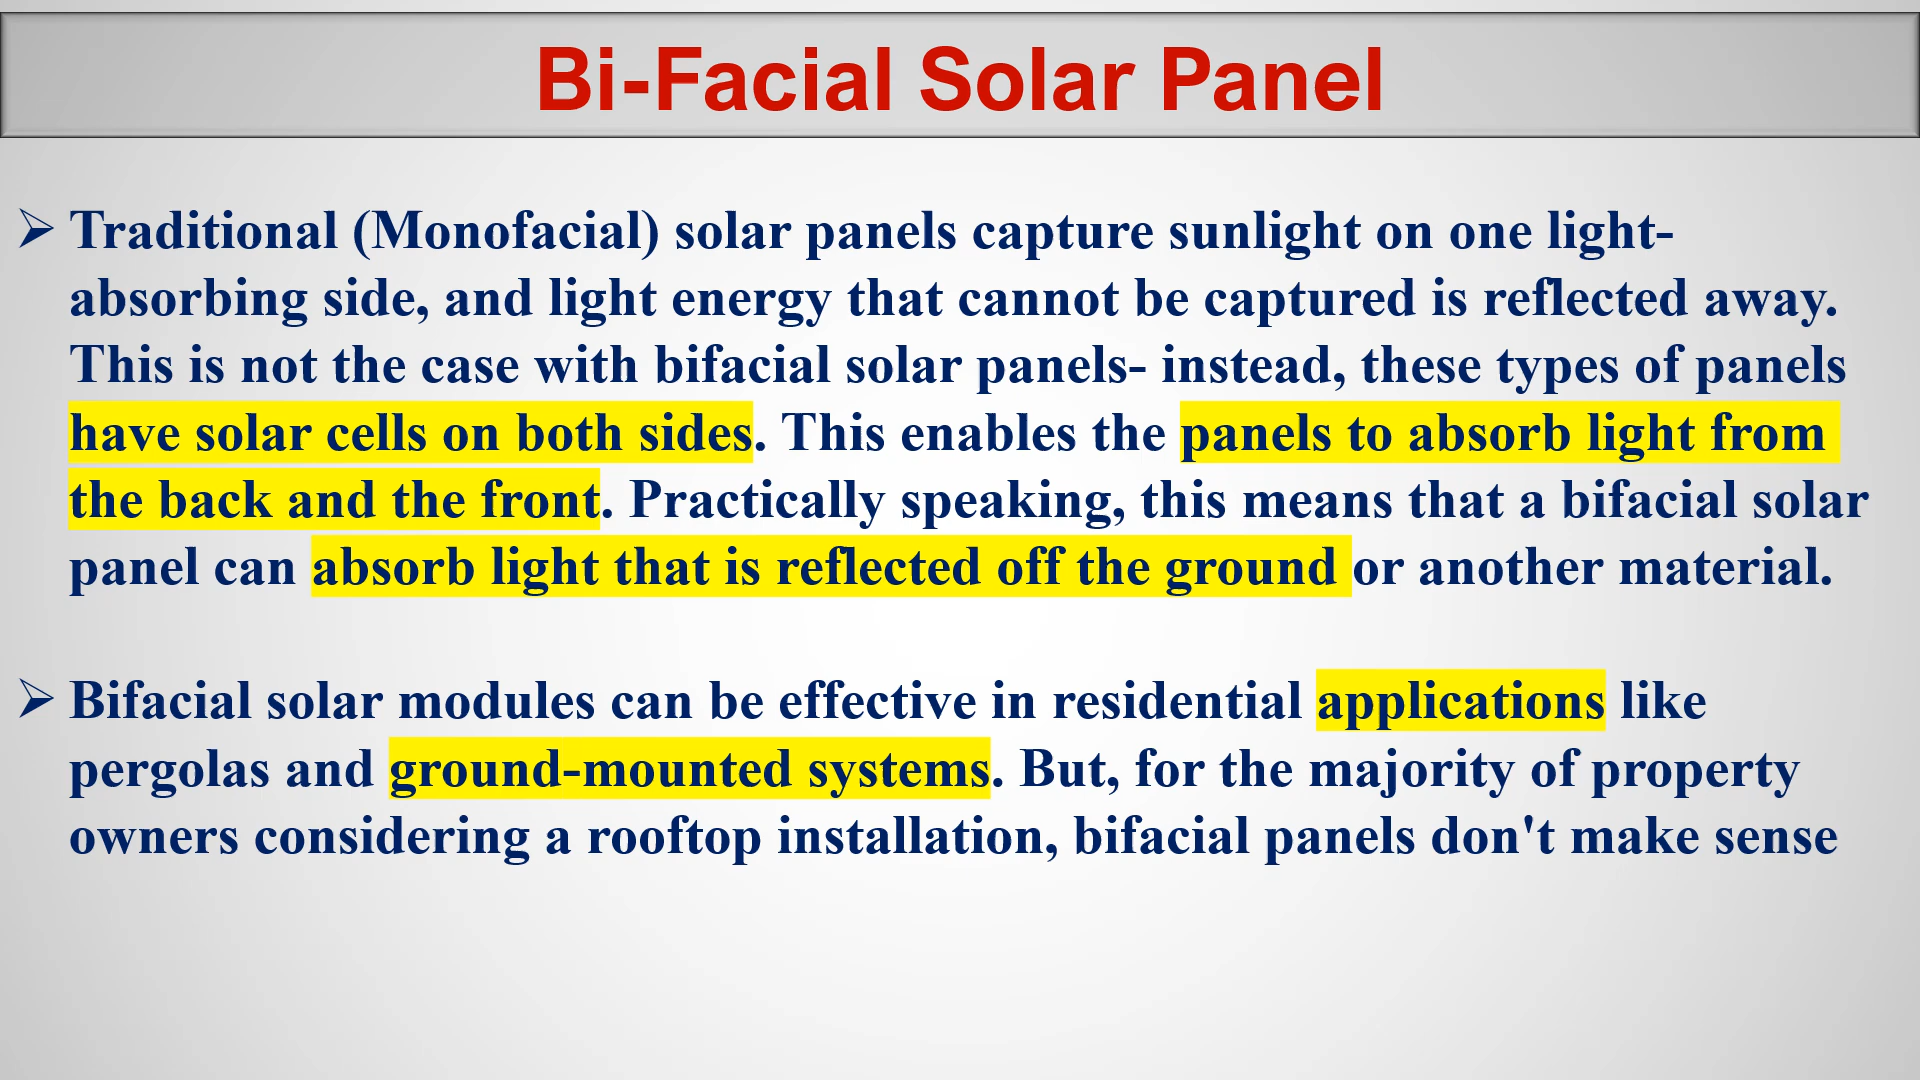 Bi-Facial Solar Panel
➢ Traditional (Monofacial) solar panels capture sunlight on one light-
absorbing side, and light energy that cannot be captured is reflected away.
This is not the case with bifacial solar panels- instead, these types of panels
have solar cells on both sides. This enables the panels to absorb light from
the back and the front. Practically speaking, this means that a bifacial solar
panel can absorb light that is reflected off the ground or another material.
➢ Bifacial solar modules can be effective in residential applications like
pergolas and ground-mounted systems. But, for the majority of property
owners considering a rooftop installation, bifacial panels don't make sense